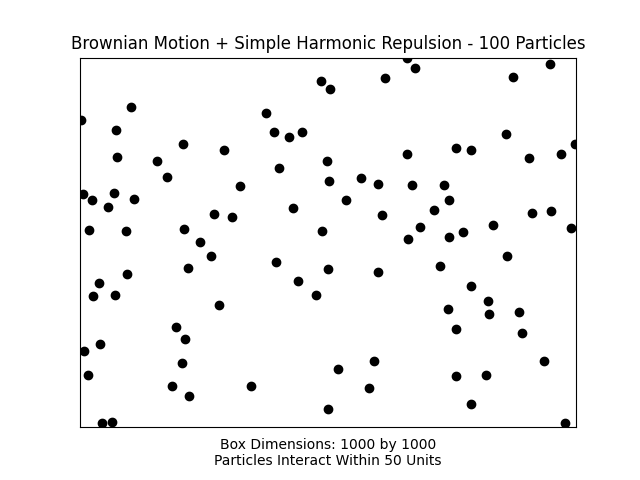 Brownian Motion + Simple Harmonic Repulsion - 100 Particles
Box Dimensions: 1000 by 1000
Particles Interact Within 50 Units